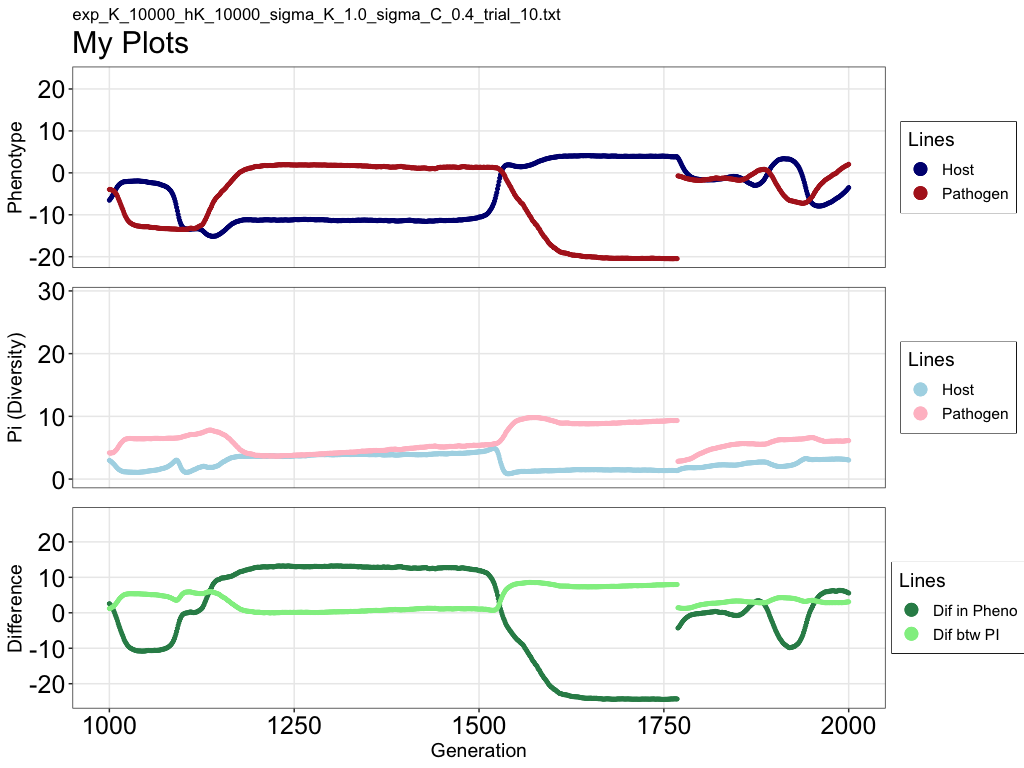 exp_K_10000_hK_10000_sigma_K_1.0_sigma_C_0.4_trial_10.txt
My Plots
Phenotype
20
10
0
-10
-20
Lines
Host
Pathogen
Pi (Diversity)
30
20
10
0
Lines
Host
Pathogen
Difference
20
10
0
-10
-20
Lines
Dif in Pheno
Dif btw PI
1000 1250 1500 1750 2000
Generation